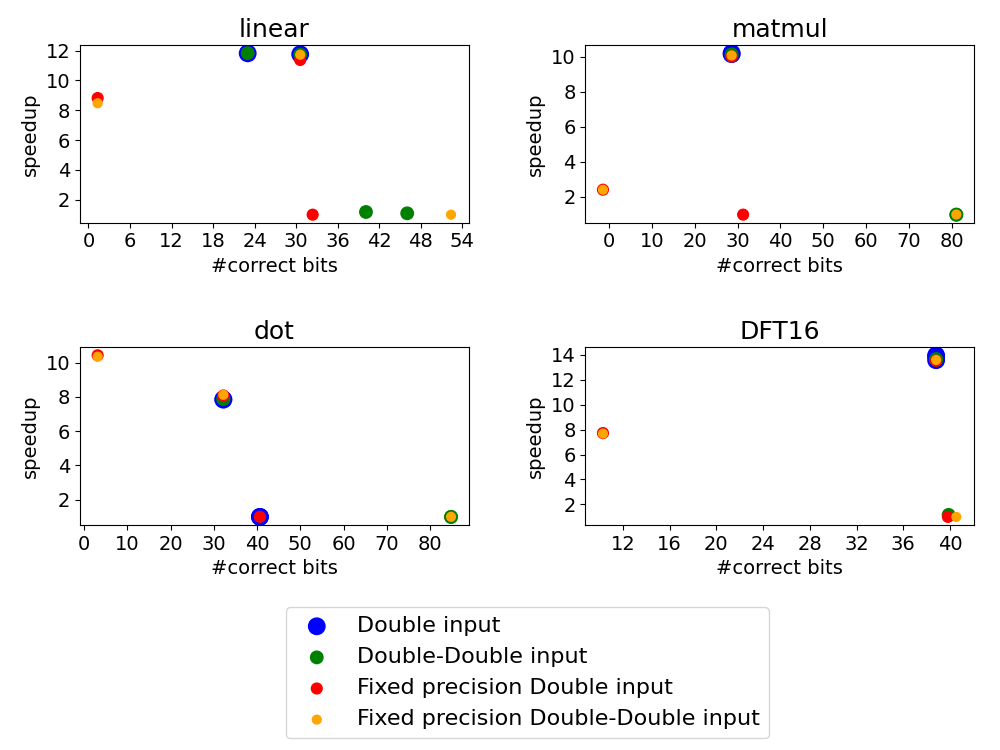 linear
12
10
8
6
4
2
speedup
0 6 12 18 24 30 36 42 48 54
#correct bits
matmul
10
8
6
4
2
speedup
0 10 20 30 40 50 60 70 80
#correct bits
dot
10
8
6
4
2
speedup
0 10 20 30 40 50 60 70 80
#correct bits
DFT16
14
12
10
8
6
4
2
speedup
12 16 20 24 28 32 36 40
#correct bits
Double input
Double-Double input
Fixed precision Double input
Fixed precision Double-Double input